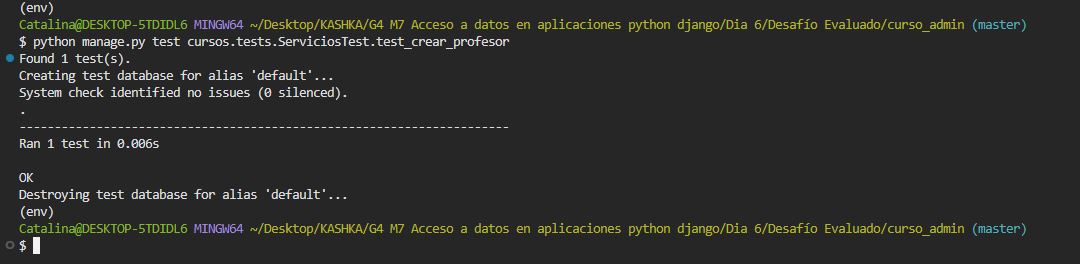 (env)
Catalina@DESKTOP-5TDIDL6 MINGW64 ~/Desktop/KASHKA/G4 M7 Acceso a datos en aplicaciones python django/Dia 6/Desafío Evaluado/curso_admin (master)
$ python manage.py test cursos.tests.ServiciosTest.test_crear_profesor
Found 1 test(s).
Creating test database for alias 'default'...
System check identified no issues (0 silenced).
.
----------------------------------------------------------------------
Ran 1 test in 0.006s
OK
Destroying test database for alias 'default'...
(env)
Catalina@DESKTOP-5TDIDL6 MINGW64 ~/Desktop/KASHKA/G4 M7 Acceso a datos en aplicaciones python django/Dia 6/Desafío Evaluado/curso_admin (master)
$